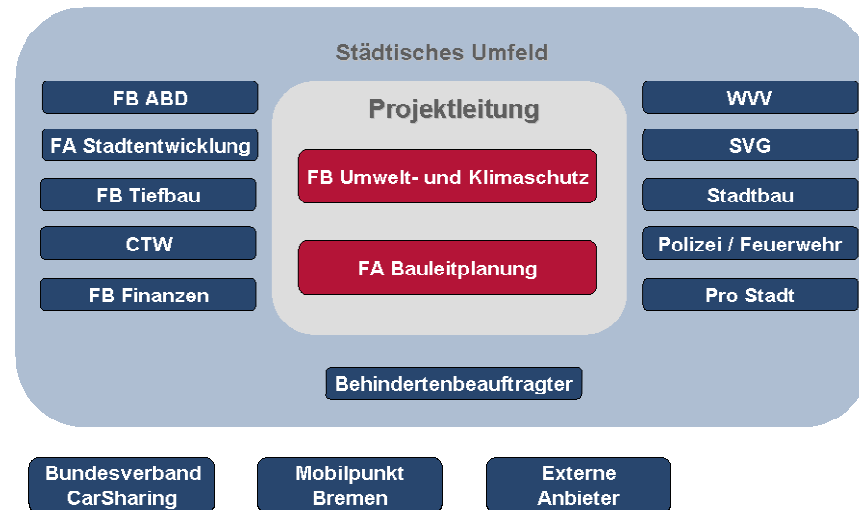 Städtisches Umfeld
Projektleitung
FB ABD
FA Stadtentwicklung
FB Tiefbau
CTW
FB Finanzen
FB Umwelt- und Klimaschutz
FA Bauleitplanung
WVV
SVG
Stadtbau
Polizei / Feuerwehr
Pro Stadt
Behindertenbeauftragter
Bundesverband
CarSharing
Mobilpunkt
Bremen
Externe
Anbieter